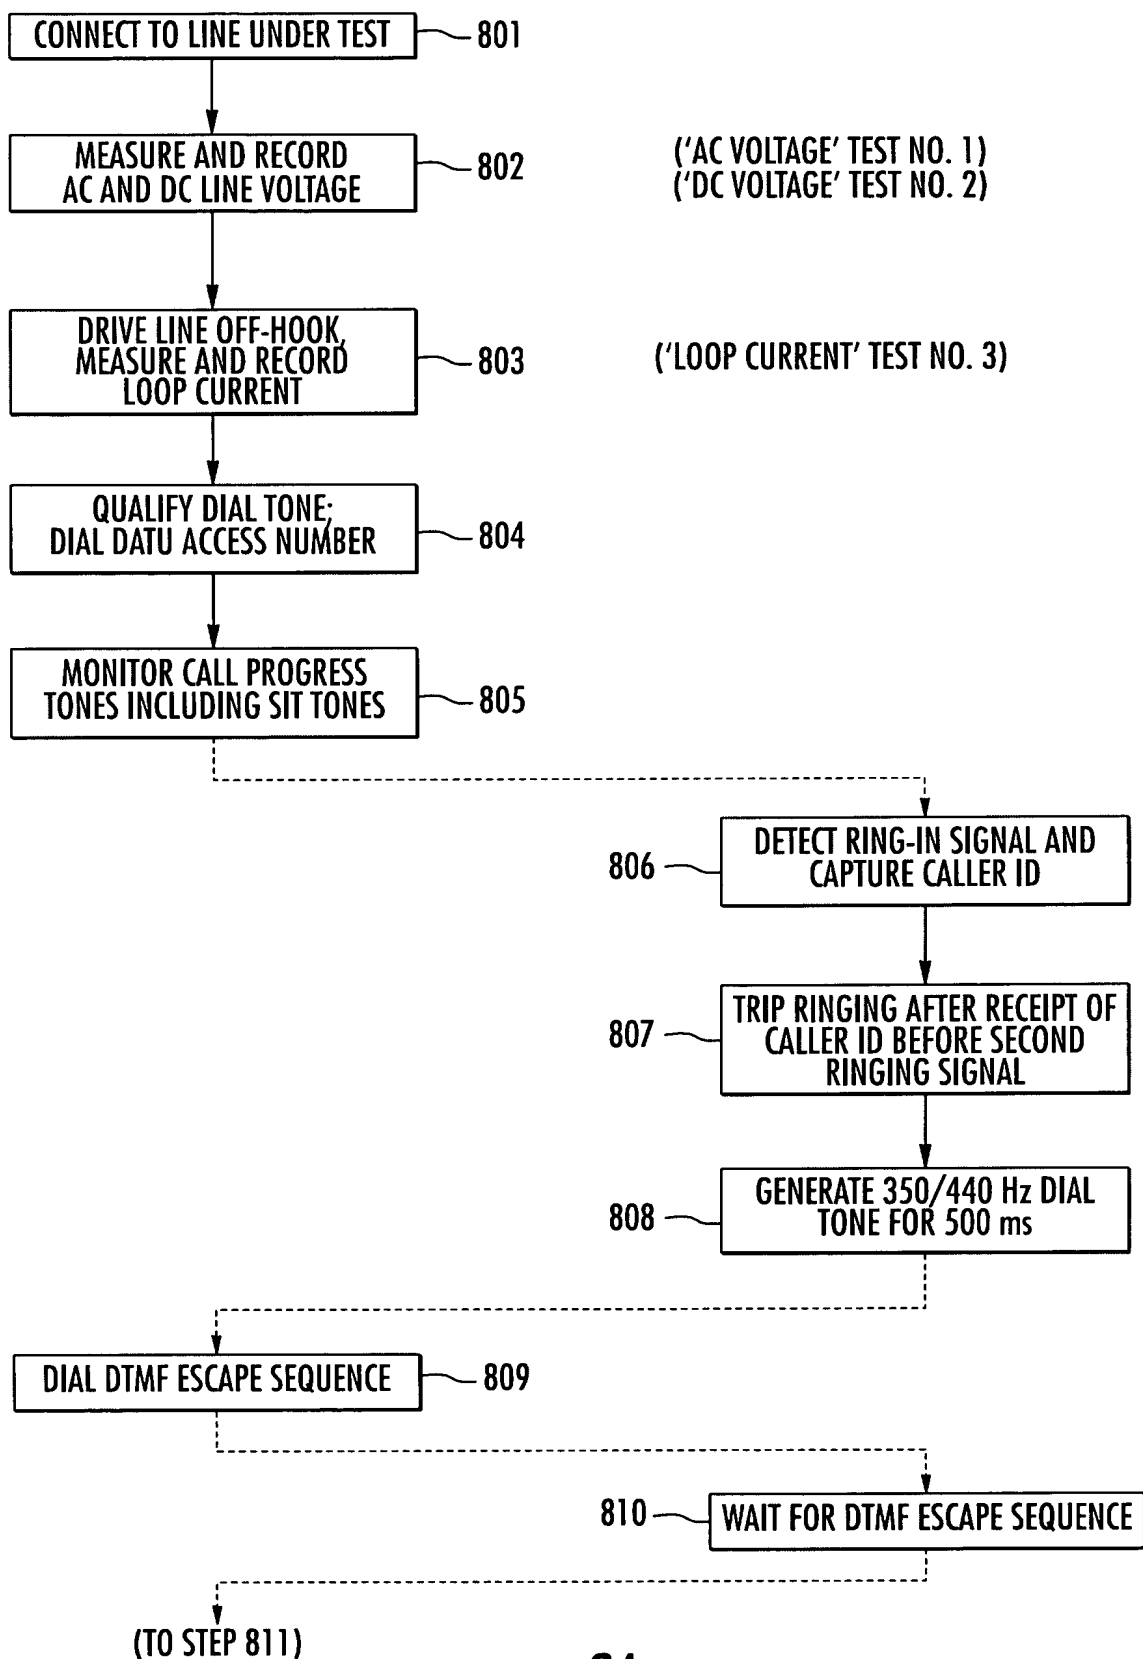 CONNECT TO LINE UNDER TEST
801
MEASURE AND RECORD
AC AND DC LINE VOLTAGE
802
('AC VOLTAGE' TEST NO. 1)
('DC VOLTAGE' TEST NO. 2)
DRIVE LINE OFF-HOOK,
MEASURE AND RECORD
LOOP CURRENT
803
('LOOP CURRENT' TEST NO. 3)
QUALIFY DIAL TONE;
DIAL DATU ACCESS NUMBER
804
MONITOR CALL PROGRESS
TONES INCLUDING SIT TONES
805
806
DETECT RING-IN SIGNAL AND
CAPTURE CALLER ID
807
TRIP RINGING AFTER RECEIPT OF
CALLER ID BEFORE SECOND
RINGING SIGNAL
808
GENERATE 350/440 Hz DIAL
TONE FOR 500 ms
DIAL DTMF ESCAPE SEQUENCE
809
810
WAIT FOR DTMF ESCAPE SEQUENCE
(TO STEP 811)